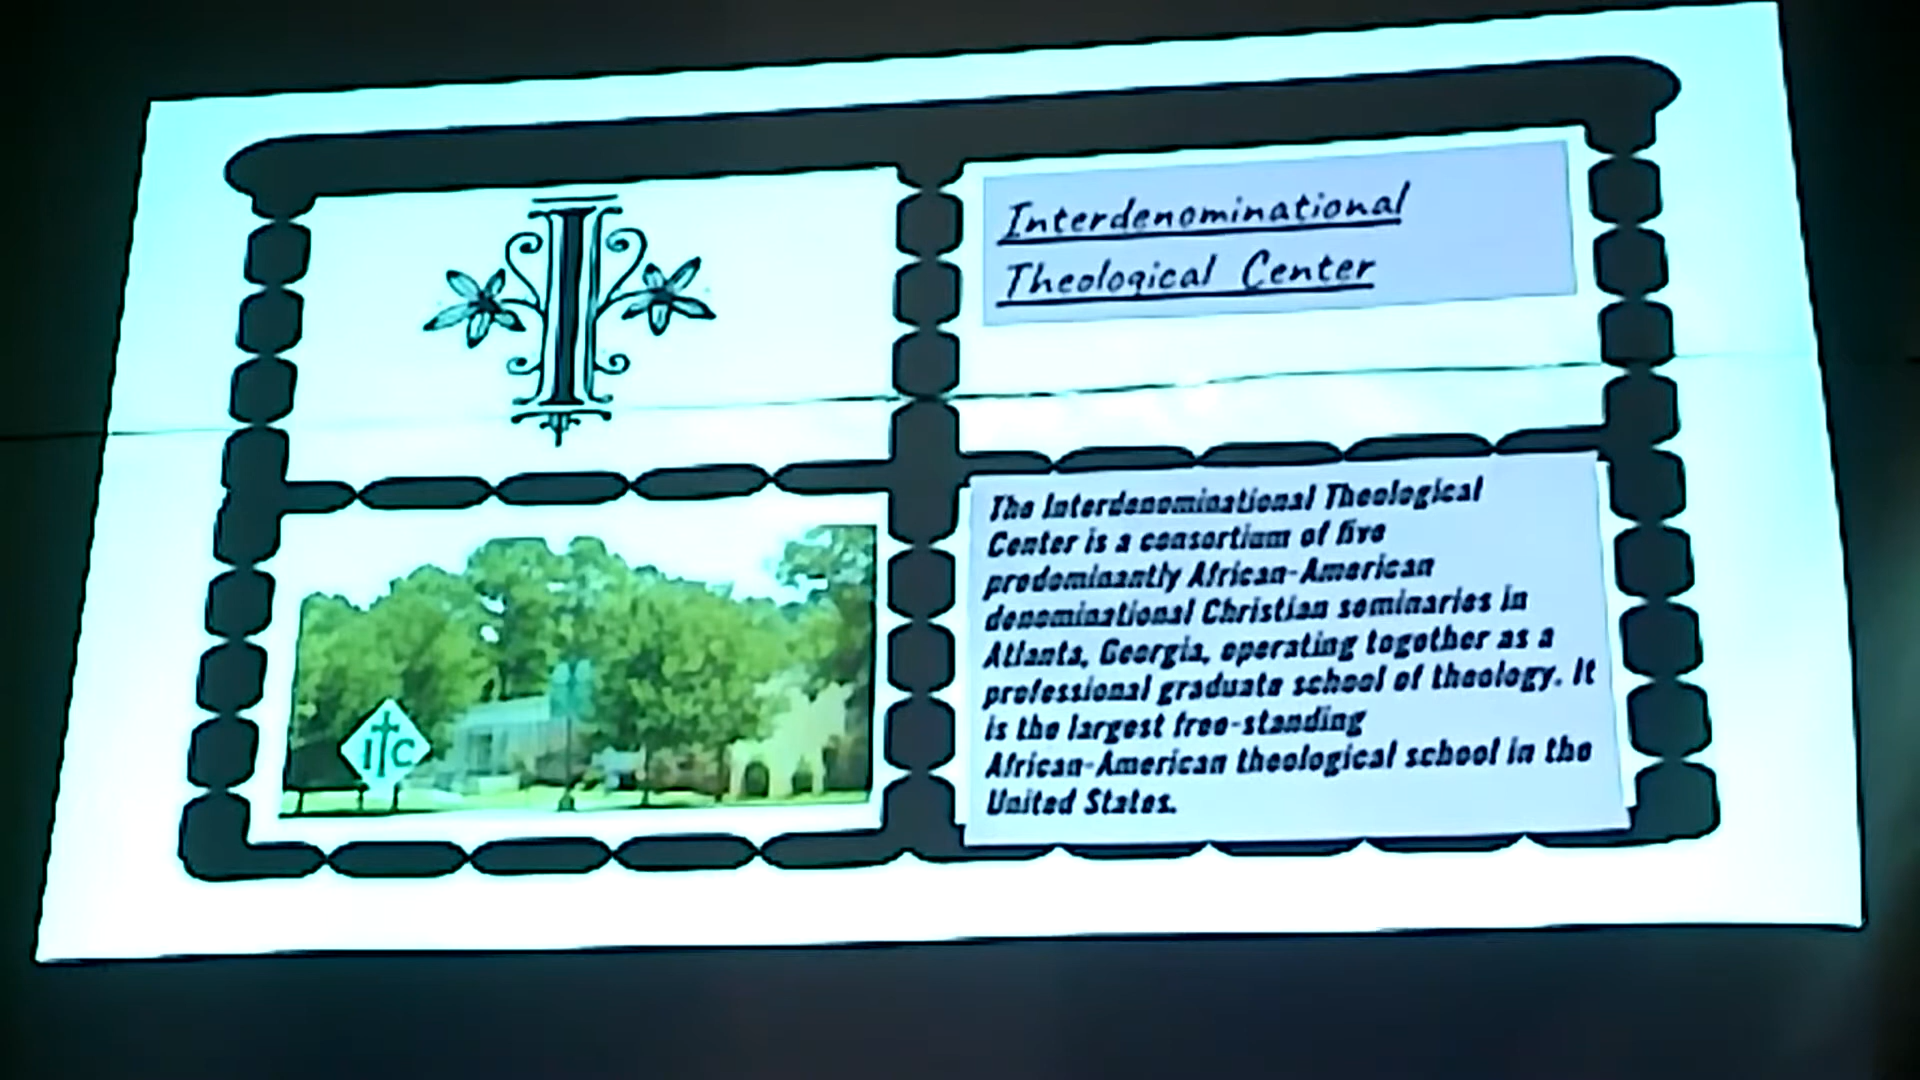 I
Interdenominational
Theological Center
ITC
The Interdenominational Theological
Center is a consortium of five
predominantly African-American
denominational Christian seminaries in
Atlanta, Georgia, operating together as a
professional graduate school of theology. It
is the largest free-standing
African-American theological school in the
United States.